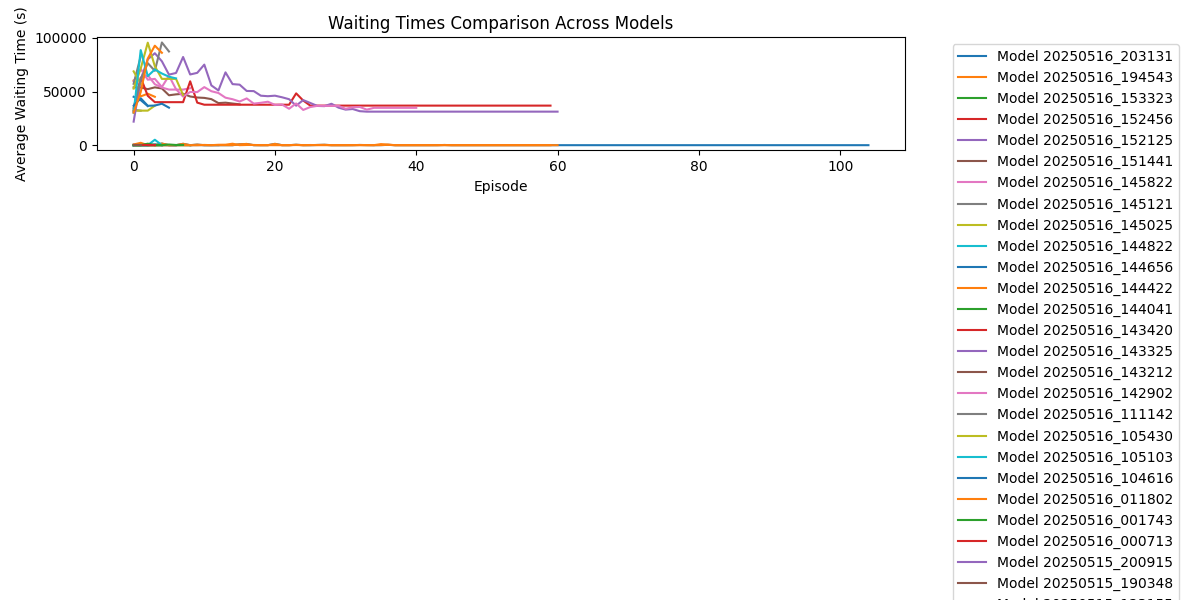 Waiting Times Comparison Across Models
Average Waiting Time (s)
100000
50000
0
0 20 40 60 80 100
Episode
Model 20250516_203131
Model 20250516_194543
Model 20250516_153323
Model 20250516_152456
Model 20250516_152125
Model 20250516_151441
Model 20250516_145822
Model 20250516_145121
Model 20250516_145025
Model 20250516_144822
Model 20250516_144656
Model 20250516_144422
Model 20250516_144041
Model 20250516_143420
Model 20250516_143325
Model 20250516_143212
Model 20250516_142902
Model 20250516_111142
Model 20250516_105430
Model 20250516_105103
Model 20250516_104616
Model 20250516_011802
Model 20250516_001743
Model 20250516_000713
Model 20250515_200915
Model 20250515_190348